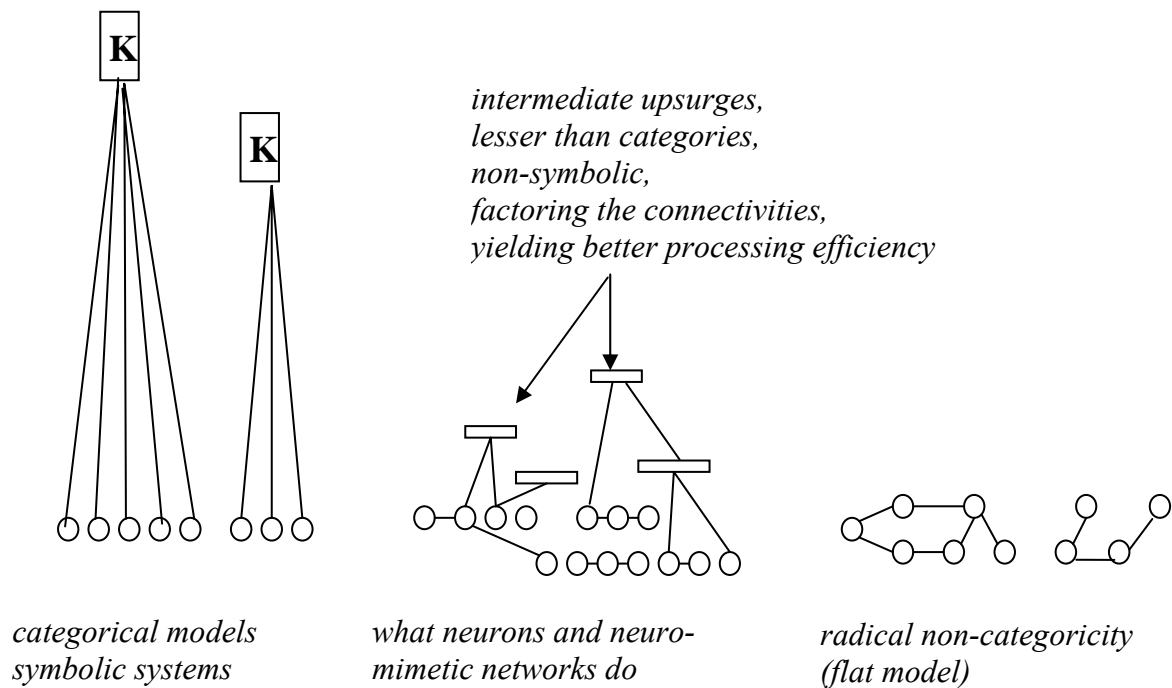 K
K
intermediate upsurges,
lesser than categories,
non-symbolic,
factoring the connectivities,
yielding better processing efficiency
categorical models
symbolic systems
what neurons and neuro-
mimetic networks do
radical non-categoricity
(flat model)